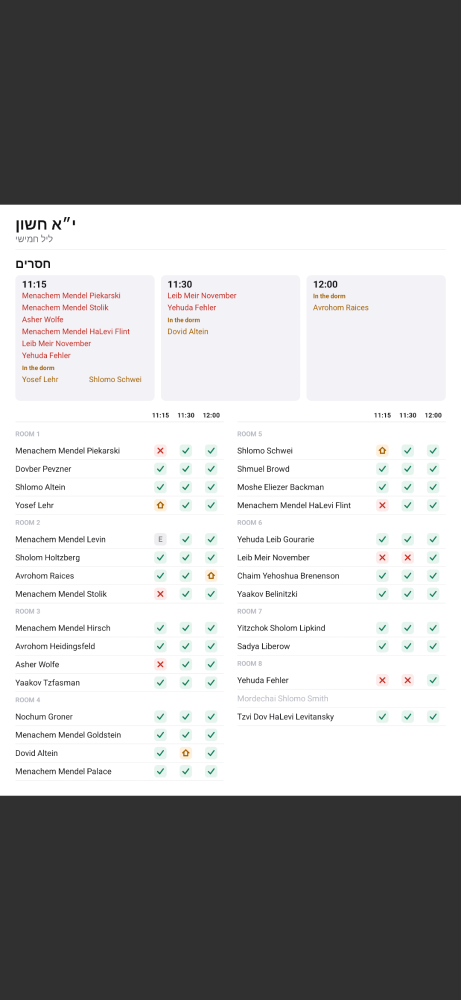 י״א חשון
ליל חמישי
חסרים
11:15
Menachem Mendel Piekarski
Menachem Mendel Stolik
Asher Wolfe
Menachem Mendel HaLevi Flint
Leib Meir November
Yehuda Fehler
In the dorm
Yosef Lehr Shlomo Schwei
11:30
Leib Meir November
Yehuda Fehler
In the dorm
Dovid Altein
12:00
In the dorm
Avrohom Raices
11:15 11:30 12:00
ROOM 1
Menachem Mendel Piekarski
Dovber Pevzner
Shlomo Altein
Yosef Lehr
ROOM 2
Menachem Mendel Levin E
Sholom Holtzberg
Avrohom Raices
Menachem Mendel Stolik
ROOM 3
Menachem Mendel Hirsch
Avrohom Heidingsfeld
Asher Wolfe
Yaakov Tzfasman
ROOM 4
Nochum Groner
Menachem Mendel Goldstein
Dovid Altein
Menachem Mendel Palace
11:15 11:30 12:00
ROOM 5
Shlomo Schwei
Shmuel Browd
Moshe Eliezer Backman
Menachem Mendel HaLevi Flint
ROOM 6
Yehuda Leib Gourarie
Leib Meir November
Chaim Yehoshua Brenenson
Yaakov Belinitzki
ROOM 7
Yitzchok Sholom Lipkind
Sadya Liberow
ROOM 8
Yehuda Fehler
Mordechai Shlomo Smith
Tzvi Dov HaLevi Levitansky